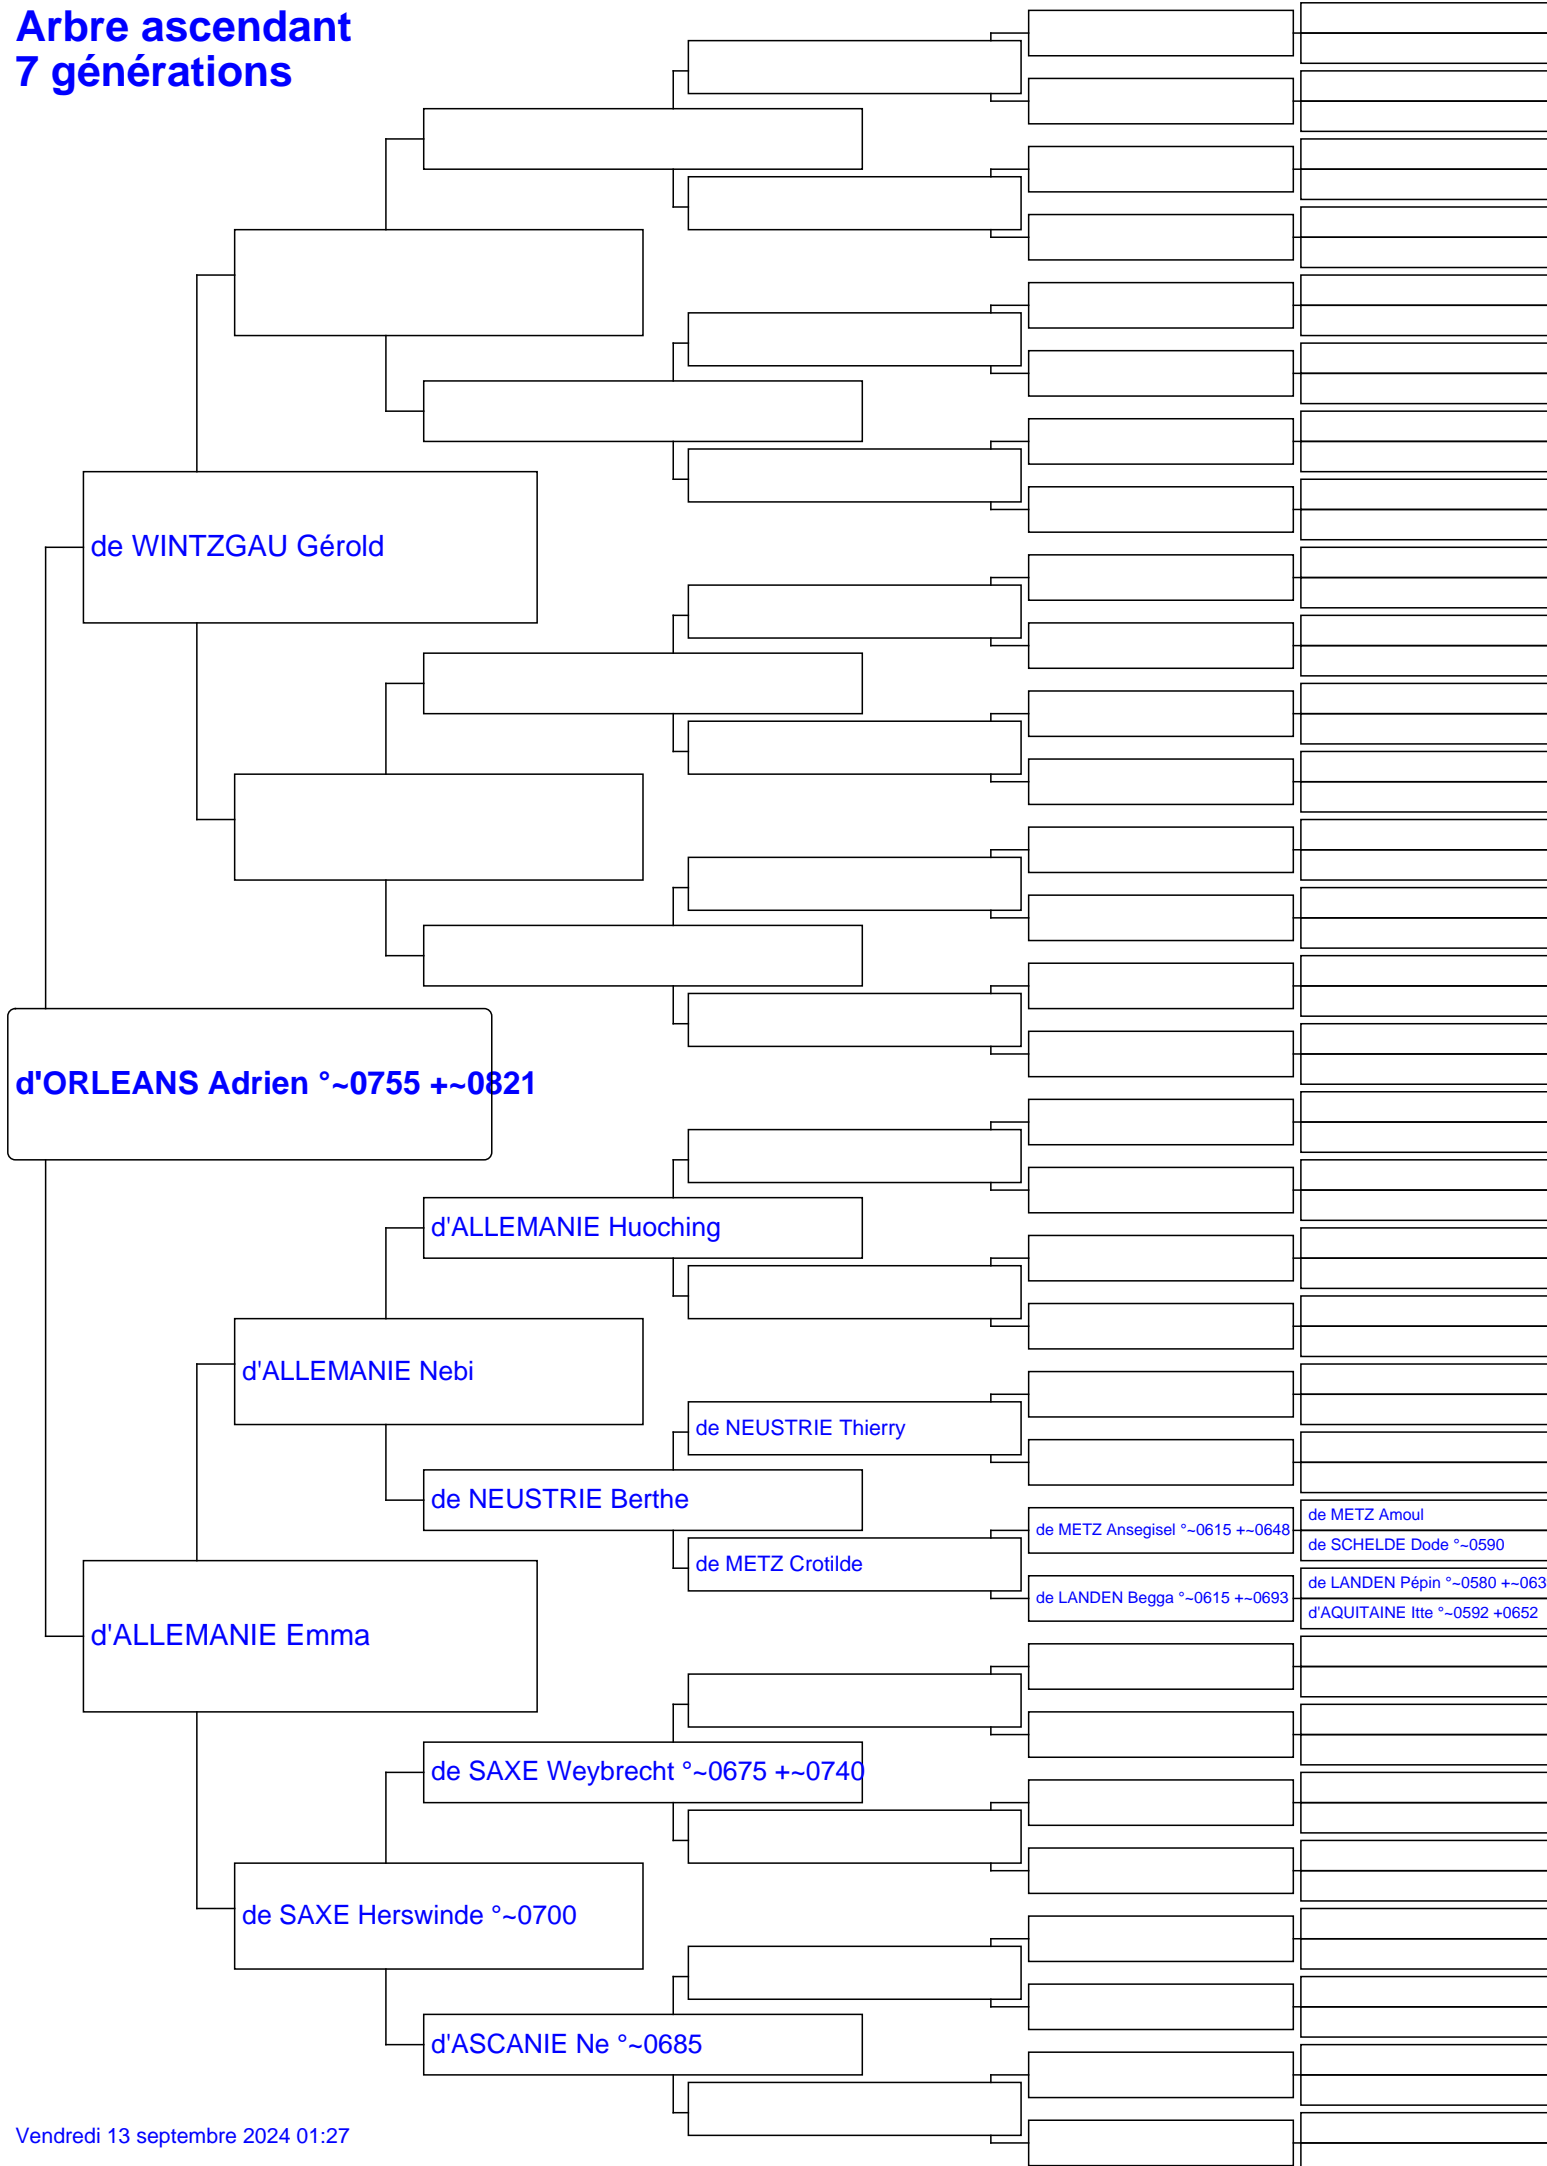 Arbre ascendant
7 générations
de WINTZGAU Gérold
d'ORLEANS Adrien °~0755 +~0821
d'ALLEMANIE Huoching
d'ALLEMANIE Nebi
de NEUSTRIE Thierry
de NEUSTRIE Berthe
de METZ Amoul
de METZ Ansegisel °~0615 +~0648
de SCHELDE Dode °~0590
de METZ Crotilde
de LANDEN Pépin °~0580 +~063
de LANDEN Begga °~0615 +~0693
d'AQUITAINE Itte °~0592 +0652
d'ALLEMANIE Emma
de SAXE Weybrecht °~0675 +~0740
de SAXE Herswinde °~0700
d'ASCANIE Ne °~0685
Vendredi 13 septembre 2024 01:27